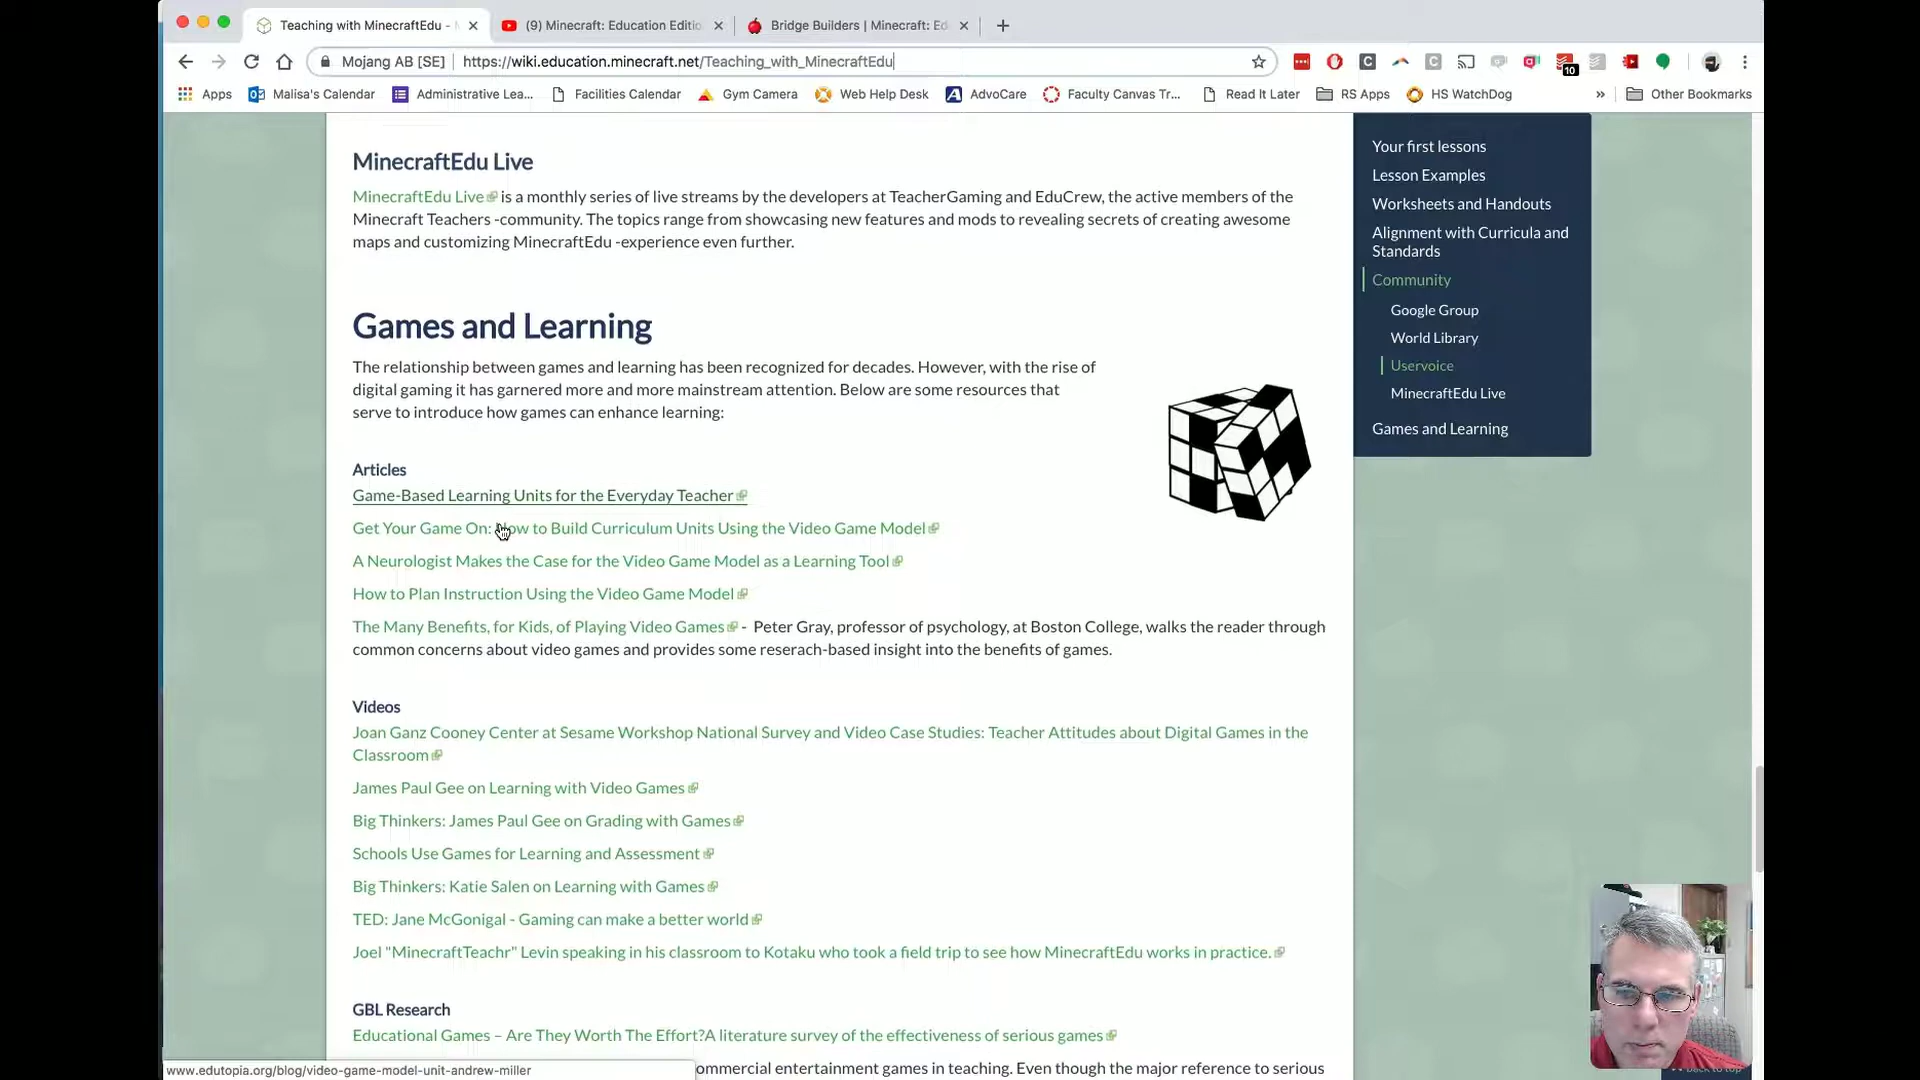 Teaching with MinecraftEdu -
(9) Minecraft: Education Editio
Bridge Builders | Minecraft: Ed
Mojang AB [SE] | https://wiki.education.minecraft.net/Teaching_with_MinecraftEdu
10
Apps Malisa's Calendar Administrative Lea... Facilities Calendar Gym Camera Web Help Desk AdvoCare Faculty Canvas Tr... Read It Later RS Apps HS WatchDog » Other Bookmarks
MinecraftEdu Live
MinecraftEdu Live is a monthly series of live streams by the developers at TeacherGaming and EduCrew, the active members of the
Minecraft Teachers -community. The topics range from showcasing new features and mods to revealing secrets of creating awesome
maps and customizing MinecraftEdu -experience even further.
Games and Learning
The relationship between games and learning has been recognized for decades. However, with the rise of
digital gaming it has garnered more and more mainstream attention. Below are some resources that
serve to introduce how games can enhance learning:
Articles
Game-Based Learning Units for the Everyday Teacher
Get Your Game On: How to Build Curriculum Units Using the Video Game Model
A Neurologist Makes the Case for the Video Game Model as a Learning Tool
How to Plan Instruction Using the Video Game Model
The Many Benefits, for Kids, of Playing Video Games - Peter Gray, professor of psychology, at Boston College, walks the reader through
common concerns about video games and provides some reserach-based insight into the benefits of games.
Videos
Joan Ganz Cooney Center at Sesame Workshop National Survey and Video Case Studies: Teacher Attitudes about Digital Games in the
Classroom
James Paul Gee on Learning with Video Games
Big Thinkers: James Paul Gee on Grading with Games
Schools Use Games for Learning and Assessment
Big Thinkers: Katie Salen on Learning with Games
TED: Jane McGonigal - Gaming can make a better world
Joel "MinecraftTeachr" Levin speaking in his classroom to Kotaku who took a field trip to see how MinecraftEdu works in practice.
GBL Research
Educational Games – Are They Worth The Effort?A literature survey of the effectiveness of serious games
ommercial entertainment games in teaching. Even though the major reference to serious
Your first lessons
Lesson Examples
Worksheets and Handouts
Alignment with Curricula and
Standards
Community
Google Group
World Library
Uservoice
MinecraftEdu Live
Games and Learning
back to top
www.edutopia.org/blog/video-game-model-unit-andrew-miller